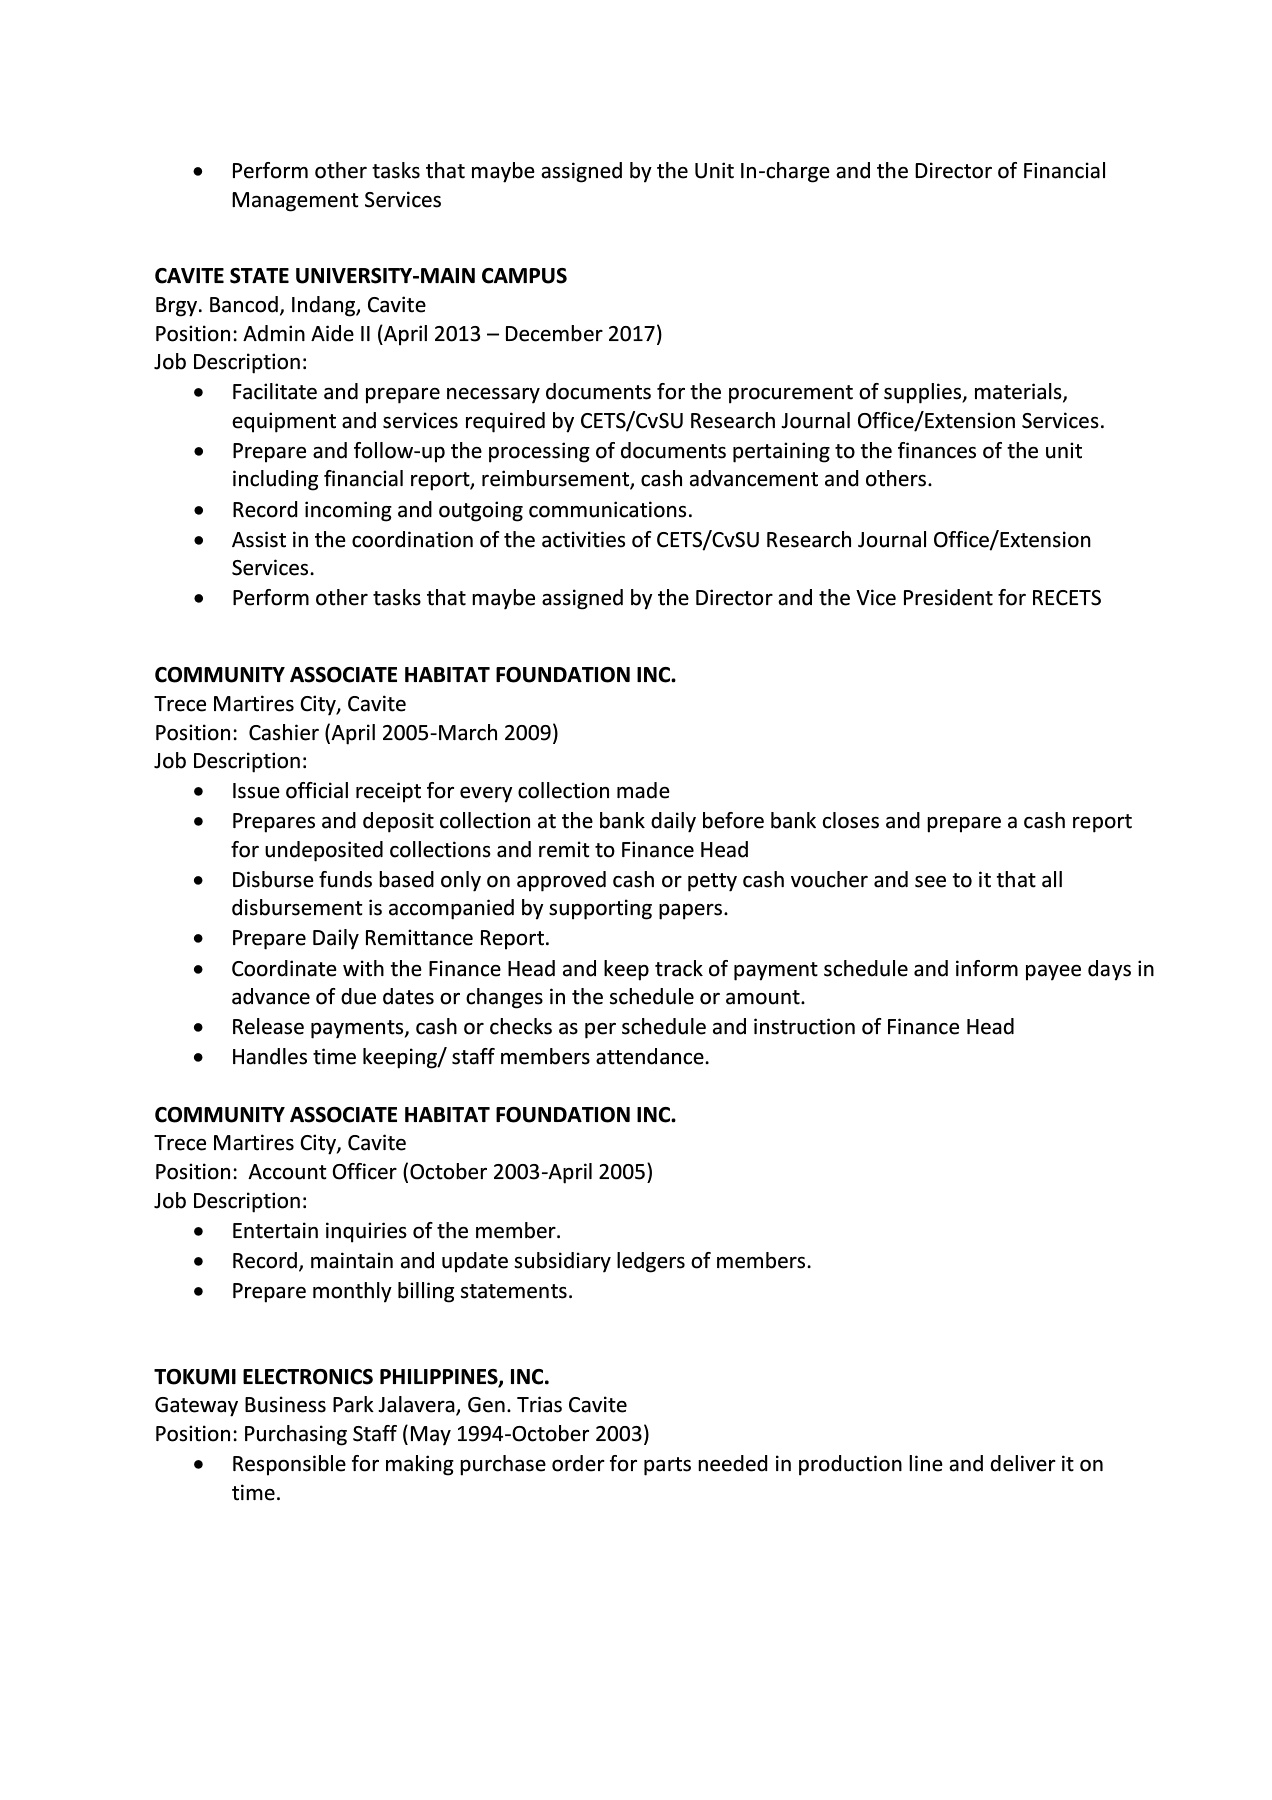 • Perform other tasks that maybe assigned by the Unit In-charge and the Director of Financial
Management Services
CAVITE STATE UNIVERSITY-MAIN CAMPUS
Brgy. Bancod, Indang, Cavite
Position: Admin Aide II (April 2013 – December 2017)
Job Description:
• Facilitate and prepare necessary documents for the procurement of supplies, materials,
equipment and services required by CETS/CvSU Research Journal Office/Extension Services.
• Prepare and follow-up the processing of documents pertaining to the finances of the unit
including financial report, reimbursement, cash advancement and others.
• Record incoming and outgoing communications.
• Assist in the coordination of the activities of CETS/CvSU Research Journal Office/Extension
Services.
• Perform other tasks that maybe assigned by the Director and the Vice President for RECETS
COMMUNITY ASSOCIATE HABITAT FOUNDATION INC.
Trece Martires City, Cavite
Position:  Cashier (April 2005-March 2009)
Job Description:
• Issue official receipt for every collection made
• Prepares and deposit collection at the bank daily before bank closes and prepare a cash report
for undeposited collections and remit to Finance Head
• Disburse funds based only on approved cash or petty cash voucher and see to it that all
disbursement is accompanied by supporting papers.
• Prepare Daily Remittance Report.
• Coordinate with the Finance Head and keep track of payment schedule and inform payee days in
advance of due dates or changes in the schedule or amount.
• Release payments, cash or checks as per schedule and instruction of Finance Head
• Handles time keeping/ staff members attendance.
COMMUNITY ASSOCIATE HABITAT FOUNDATION INC.
Trece Martires City, Cavite
Position:  Account Officer (October 2003-April 2005)
Job Description:
• Entertain inquiries of the member.
• Record, maintain and update subsidiary ledgers of members.
• Prepare monthly billing statements.
TOKUMI ELECTRONICS PHILIPPINES, INC.
Gateway Business Park Jalavera, Gen. Trias Cavite
Position: Purchasing Staff (May 1994-October 2003)
• Responsible for making purchase order for parts needed in production line and deliver it on
time.